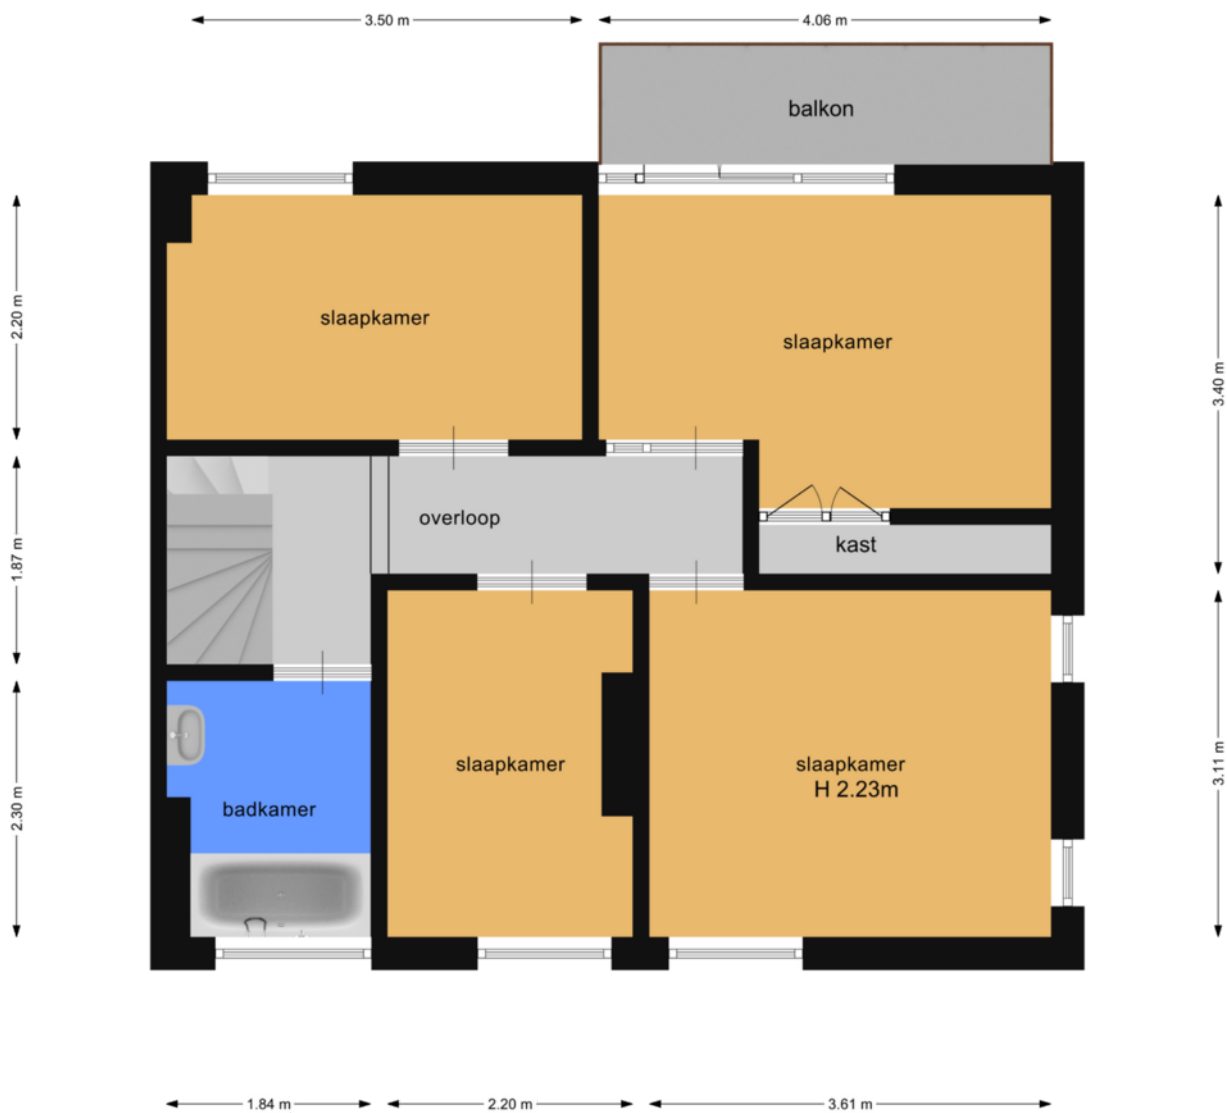 3.50 m
4.06 m
balkon
2.20 m
slaapkamer
slaapkamer
3.40 m
1.87 m
overloop
kast
2.30 m
badkamer
slaapkamer
slaapkamer
H 2.23m
3.11 m
1.84 m
2.20 m
3.61 m